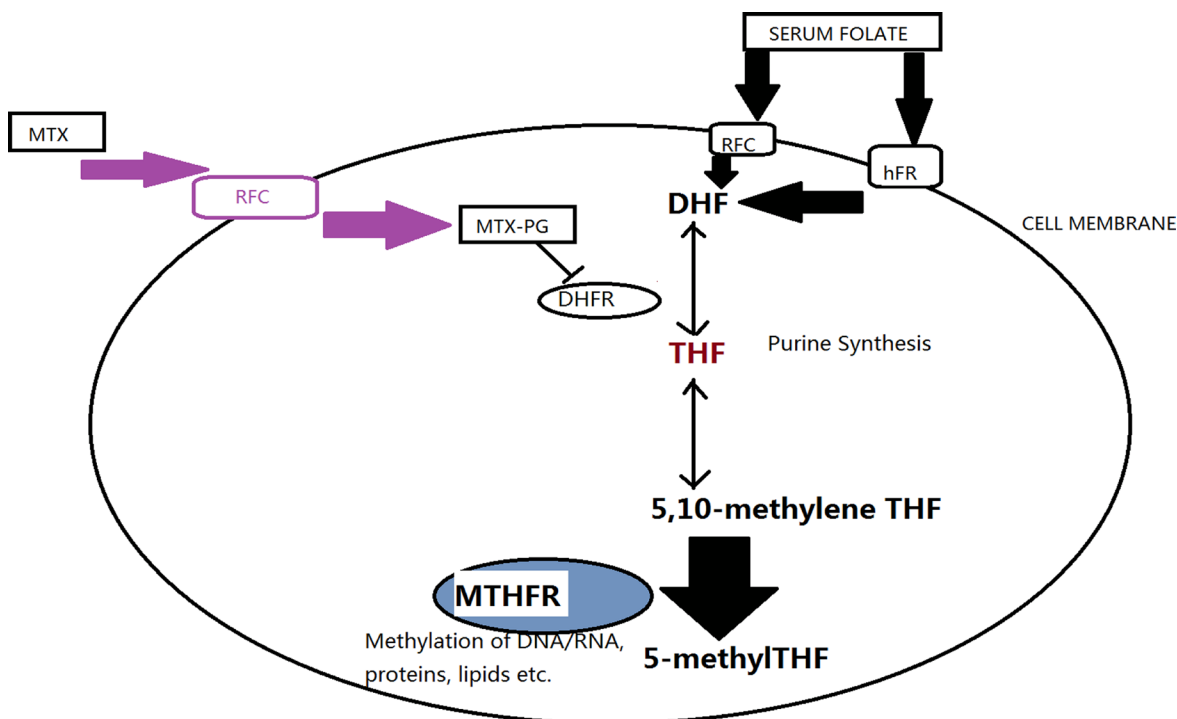 SERUM FOLATE
MTX
RFC
hFR
RFC
DHF
MTX-PG
CELL MEMBRANE
DHFR
THF
Purine Synthesis
5,10-methylene THF
MTHFR
Methylation of DNA/RNA,
proteins, lipids etc.
5-methylTHF